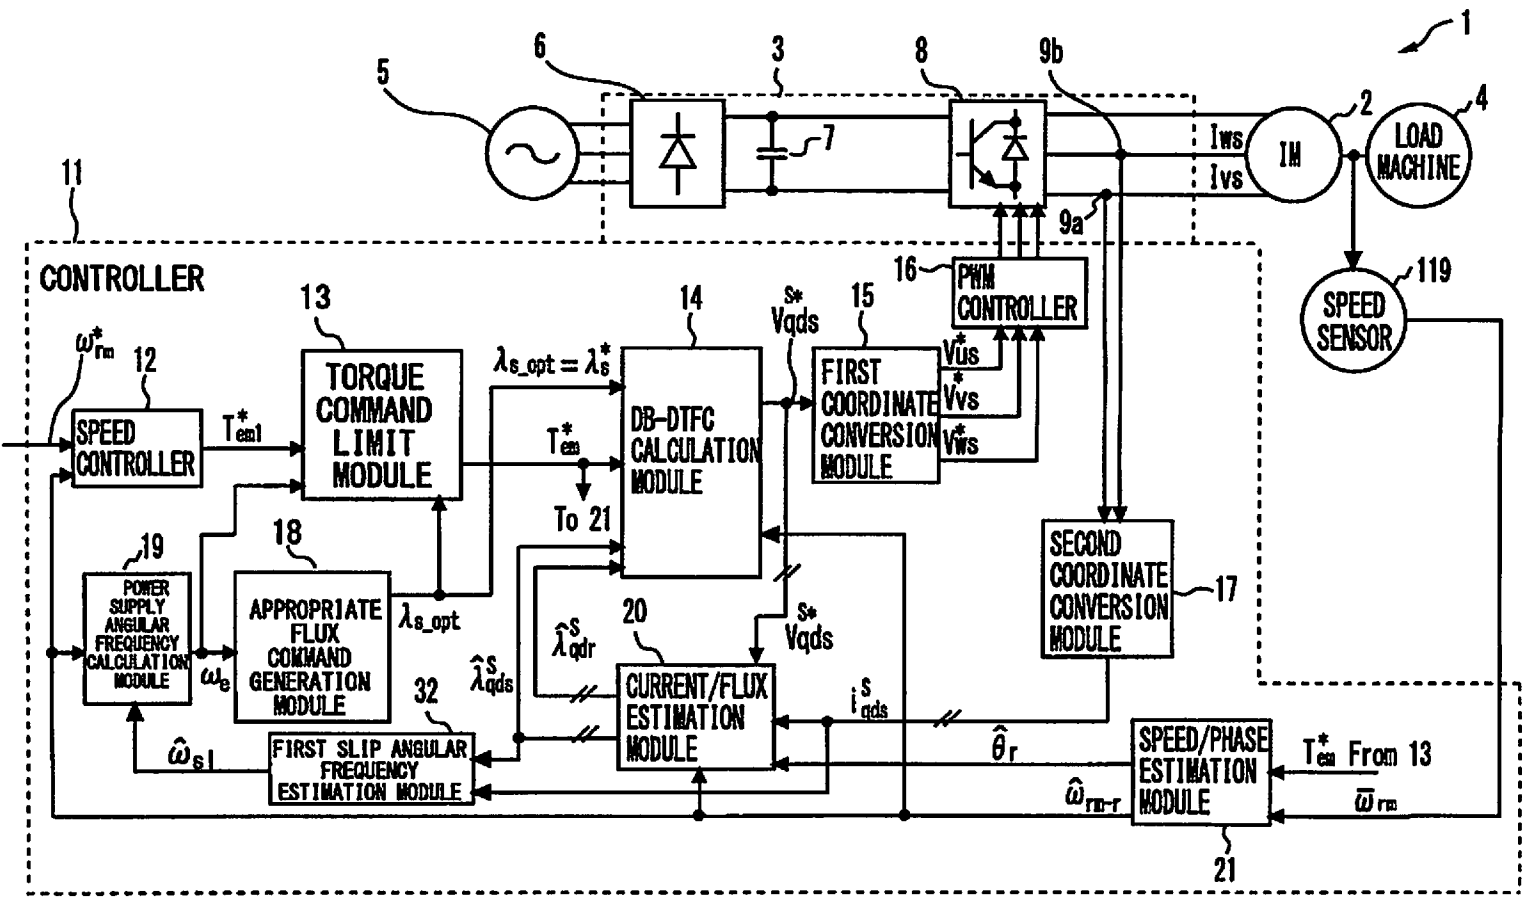 1
5
6
3
8
9b
2
4
7
Iws
Ivs
IM
LOAD
MACHINE
9a
11
CONTROLLER
16
PWM
CONTROLLER
119
SPEED
SENSOR
ω*rm
12
SPEED
CONTROLLER
T*em1
13
TORQUE
COMMAND
LIMIT
MODULE
λs_opt = λ*s
T*em
To 21
14
DB-DTFC
CALCULATION
MODULE
Vqds s*
15
FIRST
COORDINATE
CONVERSION
MODULE
V*us
V*vs
V*ws
19
POWER
SUPPLY
ANGULAR
FREQUENCY
CALCULATION
MODULE
ωe
18
APPROPRIATE
FLUX
COMMAND
GENERATION
MODULE
λs_opt
λ̂qdr s
λ̂qds s
20
CURRENT/FLUX
ESTIMATION
MODULE
Vqds s*
SECOND
COORDINATE
CONVERSION
MODULE
17
iqds s
θ̂r
ω̂rm-r
SPEED/PHASE
ESTIMATION
MODULE
T*em From 13
ω̄rm
21
32
FIRST SLIP ANGULAR
FREQUENCY
ESTIMATION MODULE
ω̂sl